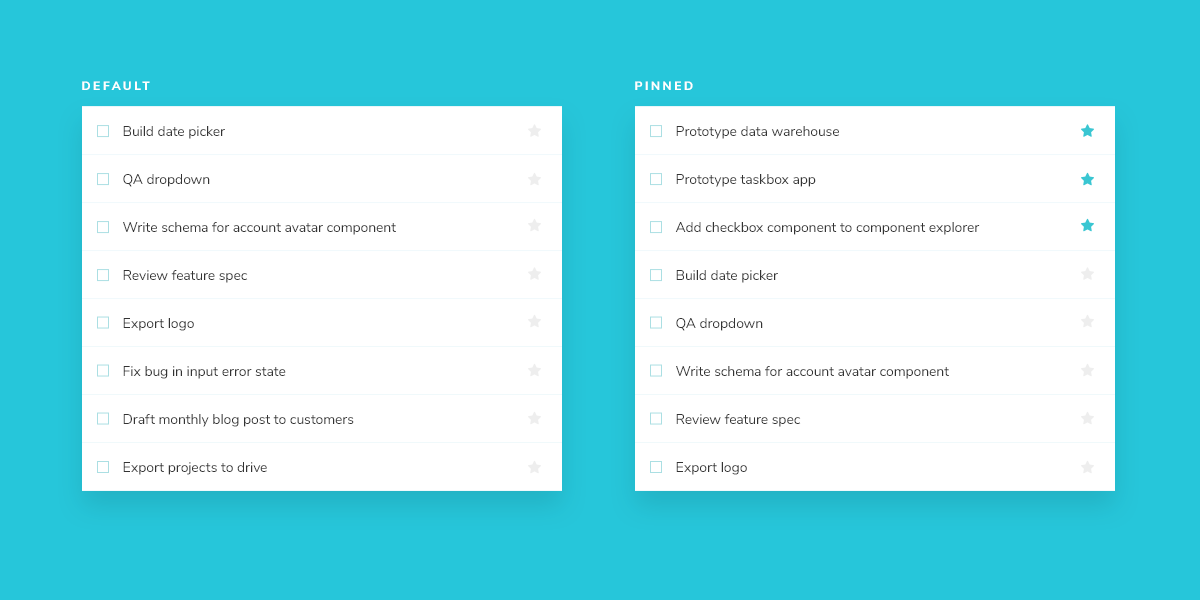 DEFAULT
Build date picker
QA dropdown
Write schema for account avatar component
Review feature spec
Export logo
Fix bug in input error state
Draft monthly blog post to customers
Export projects to drive
PINNED
Prototype data warehouse
Prototype taskbox app
Add checkbox component to component explorer
Build date picker
QA dropdown
Write schema for account avatar component
Review feature spec
Export logo